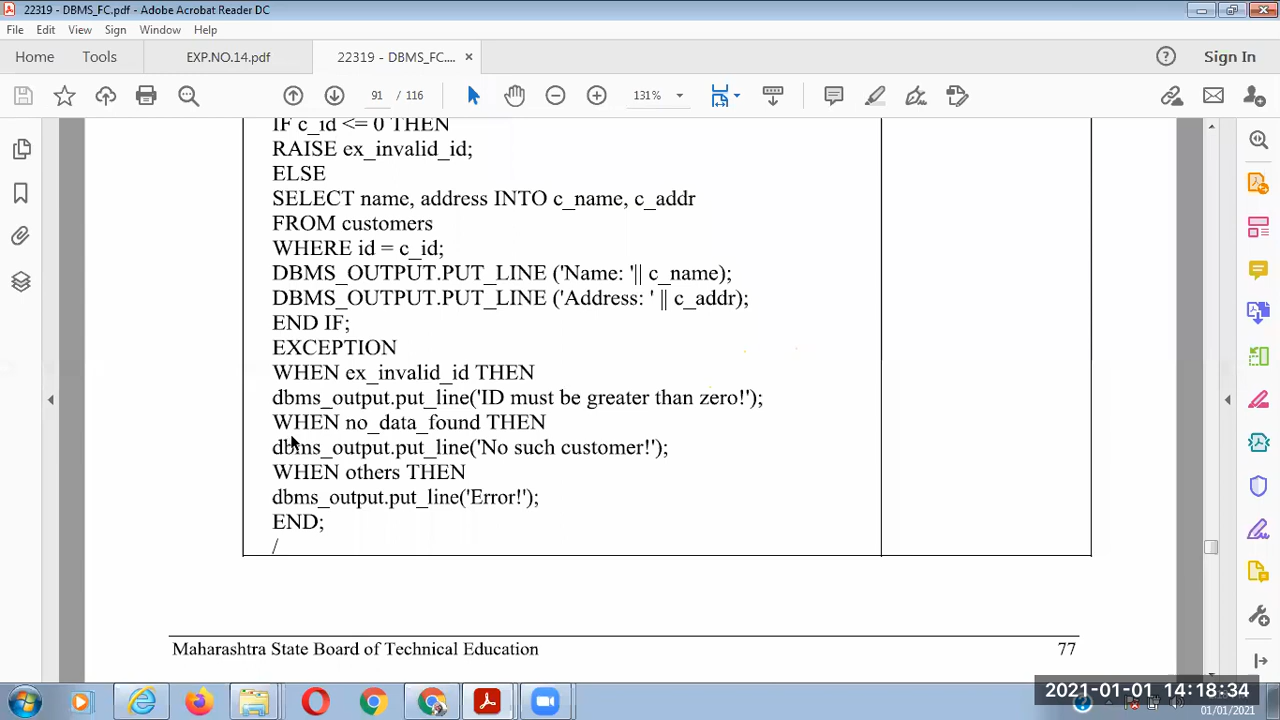 22319 - DBMS_FC.pdf - Adobe Acrobat Reader DC
File Edit View Sign Window Help
Home Tools EXP.NO.14.pdf 22319 - DBMS_FC.... × Sign In
91 / 116 131%
IF c_id <= 0 THEN
RAISE ex_invalid_id;
ELSE
SELECT name, address INTO c_name, c_addr
FROM customers
WHERE id = c_id;
DBMS_OUTPUT.PUT_LINE ('Name: '|| c_name);
DBMS_OUTPUT.PUT_LINE ('Address: ' || c_addr);
END IF;
EXCEPTION
WHEN ex_invalid_id THEN
dbms_output.put_line('ID must be greater than zero!');
WHEN no_data_found THEN
dbms_output.put_line('No such customer!');
WHEN others THEN
dbms_output.put_line('Error!');
END;
/
Maharashtra State Board of Technical Education 77
2021-01-01 14:18:34
01/01/2021